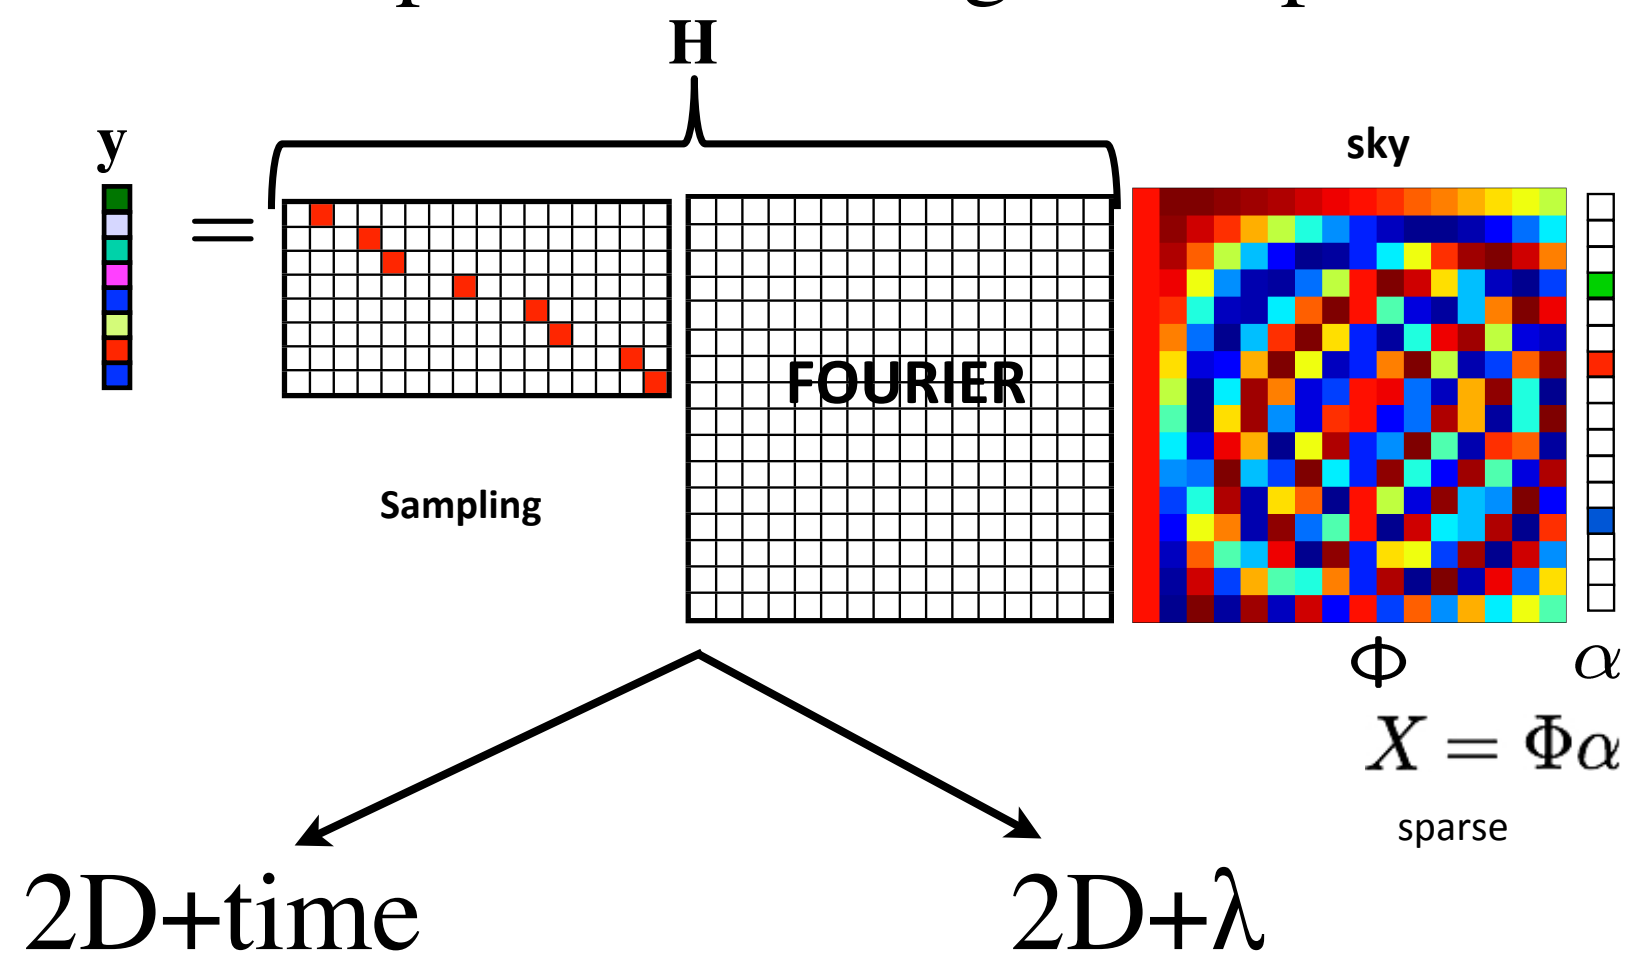 H
y
=
sky
FOURIER
Sampling
Φ
α
X = Φα
sparse
2D+time
2D+λ